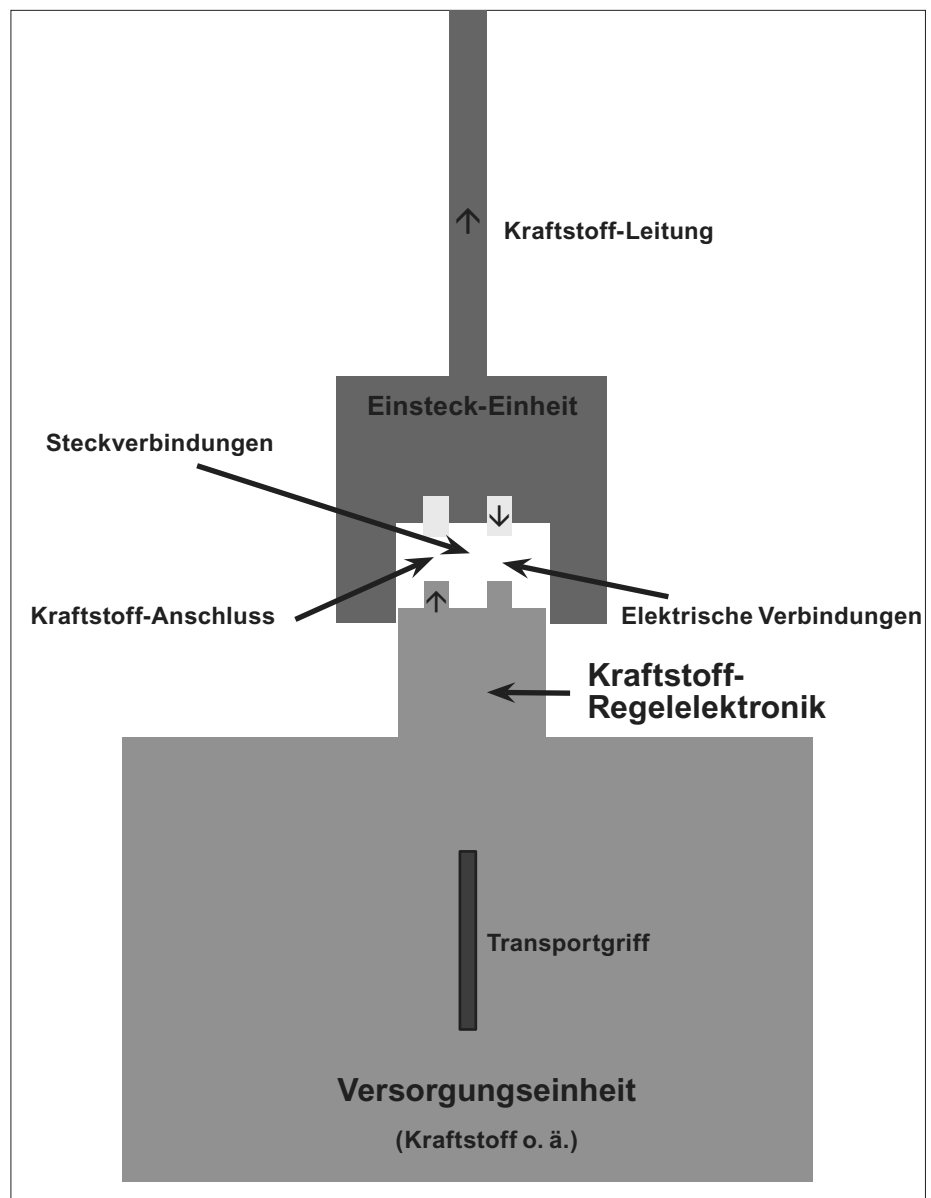 Kraftstoff-Leitung
Einsteck-Einheit
Steckverbindungen
Kraftstoff-Anschluss
Elektrische Verbindungen
Kraftstoff-
Regelelektronik
Transportgriff
Versorgungseinheit
(Kraftstoff o. ä.)